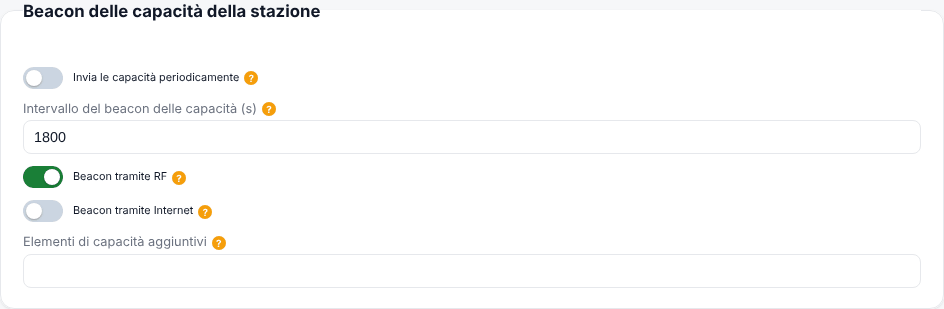 Beacon delle capacità della stazione
Invia le capacità periodicamente ?
Intervallo del beacon delle capacità (s) ?
1800
Beacon tramite RF ?
Beacon tramite Internet ?
Elementi di capacità aggiuntivi ?